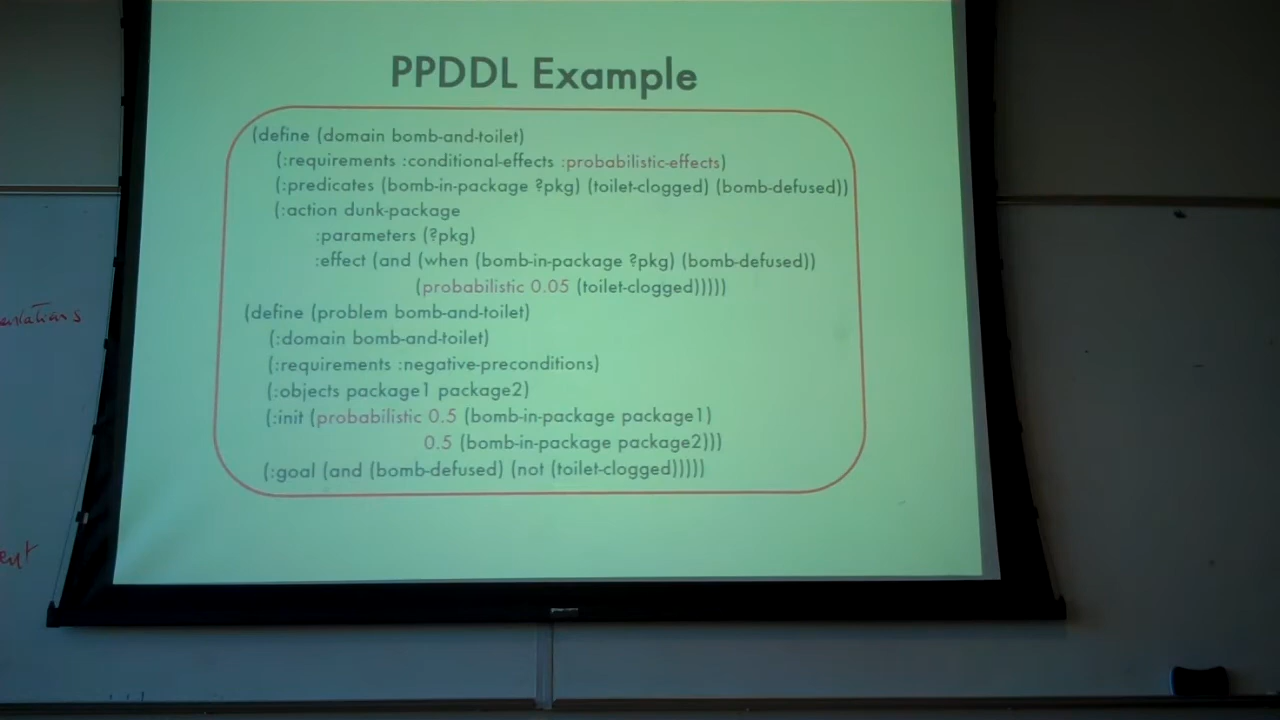 PPDDL Example
(define (domain bomb-and-toilet)
(:requirements :conditional-effects :probabilistic-effects)
(:predicates (bomb-in-package ?pkg) (toilet-clogged) (bomb-defused))
(:action dunk-package
:parameters (?pkg)
:effect (and (when (bomb-in-package ?pkg) (bomb-defused))
(probabilistic 0.05 (toilet-clogged)))))
(define (problem bomb-and-toilet)
(:domain bomb-and-toilet)
(:requirements :negative-preconditions)
(:objects package1 package2)
(:init (probabilistic 0.5 (bomb-in-package package1)
0.5 (bomb-in-package package2)))
(:goal (and (bomb-defused) (not (toilet-clogged)))))